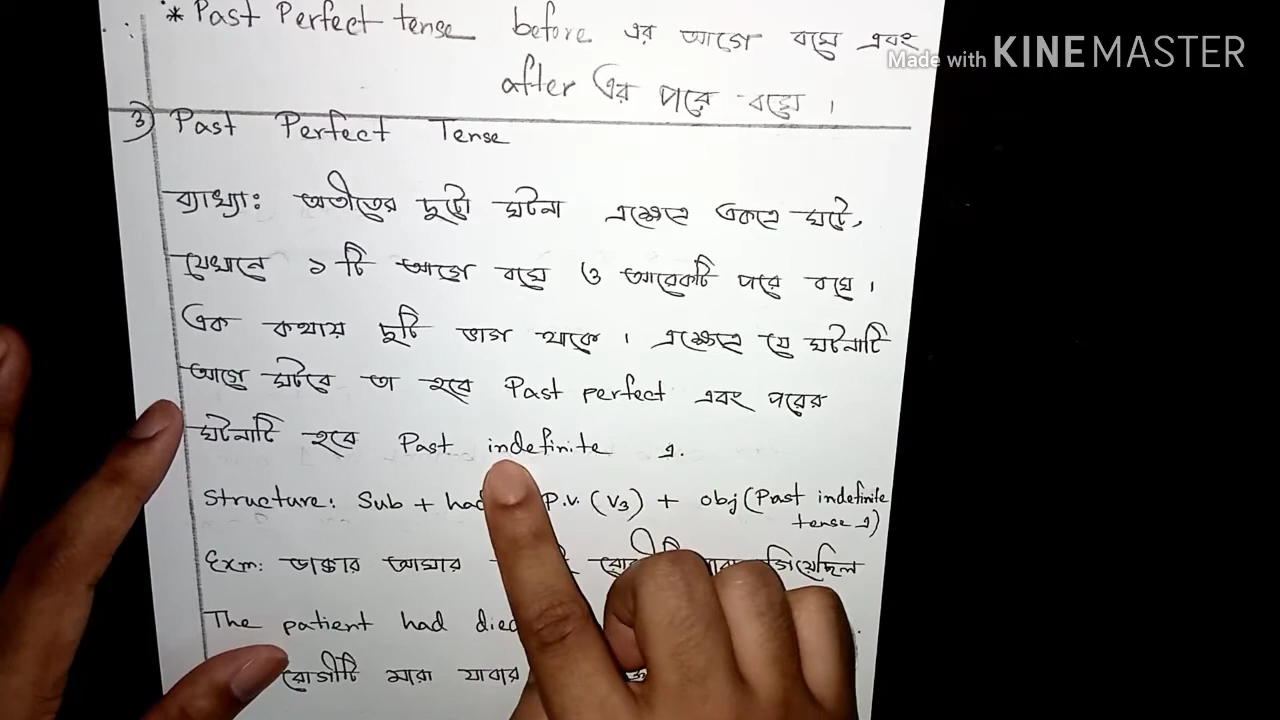 * Past Perfect tense before এর আগে বসে এবং
Made with KINEMASTER
after এর পরে বসে ।
৩) Past Perfect Tense
ব্যাখ্যা: অতীতের দুটো ঘটনা এক্ষেত্রে একত্রে ঘটে,
যেখানে ১টি আগে বসে ও আরেকটি পরে বসে ।
এক কথায় দুটি ভাগ থাকে । এক্ষেত্রে যে ঘটনাটি
আগে ঘটবে তা হবে Past perfect এবং পরের
ঘটনাটি হবে Past indefinite এ.
Structure: Sub + had P.v. (v3) + obj (Past indefinite
tense এ)
Exm: ডাক্তার আসার গিয়েছিল
The patient had died
রোগীটি মারা যাবার